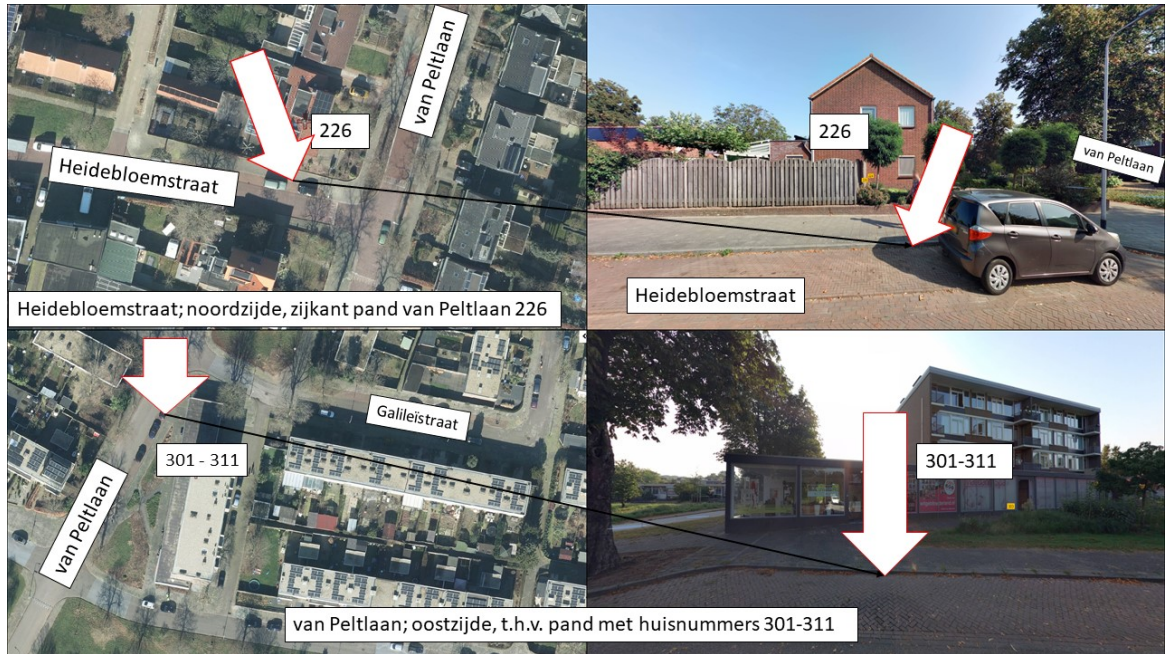 van Peltlaan
226
Heidebloemstraat
Heidebloemstraat; noordzijde, zijkant pand van Peltlaan 226
226
van Peltlaan
Heidebloemstraat
Galileïstraat
301 - 311
van Peltlaan
301-311
van Peltlaan; oostzijde, t.h.v. pand met huisnummers 301-311